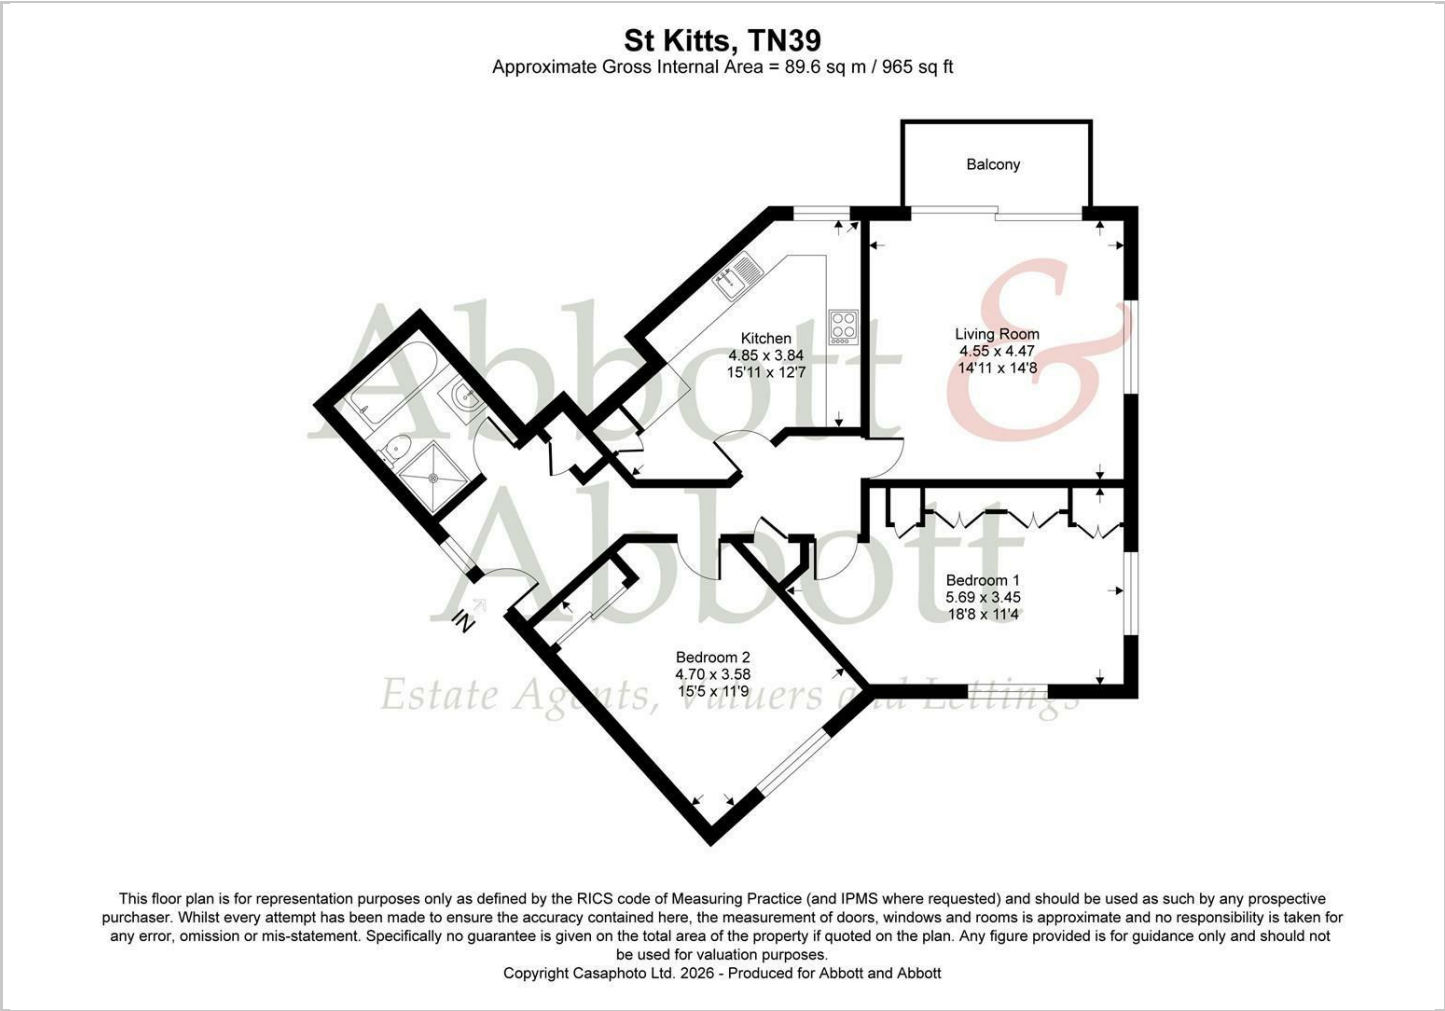 St Kitts, TN39
Approximate Gross Internal Area = 89.6 sq m / 965 sq ft
Balcony
Kitchen
4.85 x 3.84
15'11 x 12'7
Living Room
4.55 x 4.47
14'11 x 14'8
Abbott &
Abbott
Estate Agents, Valuers and Lettings
Bedroom 1
5.69 x 3.45
18'8 x 11'4
IN
Bedroom 2
4.70 x 3.58
15'5 x 11'9
This floor plan is for representation purposes only as defined by the RICS code of Measuring Practice (and IPMS where requested) and should be used as such by any prospective
purchaser. Whilst every attempt has been made to ensure the accuracy contained here, the measurement of doors, windows and rooms is approximate and no responsibility is taken for
any error, omission or mis-statement. Specifically no guarantee is given on the total area of the property if quoted on the plan. Any figure provided is for guidance only and should not
be used for valuation purposes.
Copyright Casaphoto Ltd. 2026 - Produced for Abbott and Abbott